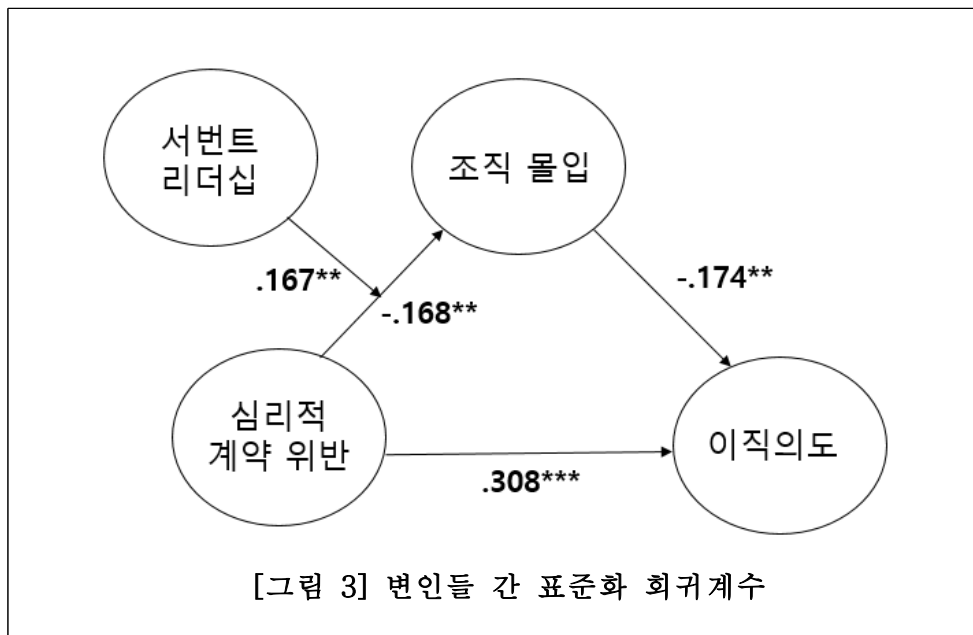 서번트
리더십
조직 몰입
.167**
-.168**
-.174**
심리적
계약 위반
이직의도
.308***
[그림 3] 변인들 간 표준화 회귀계수